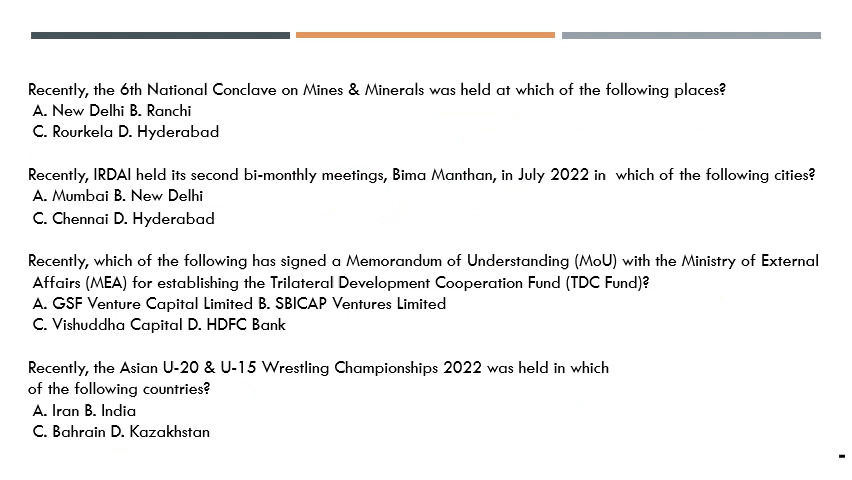 Recently, the 6th National Conclave on Mines & Minerals was held at which of the following places?
A. New Delhi B. Ranchi
C. Rourkela D. Hyderabad
Recently, IRDAI held its second bi-monthly meetings, Bima Manthan, in July 2022 in which of the following cities?
A. Mumbai B. New Delhi
C. Chennai D. Hyderabad
Recently, which of the following has signed a Memorandum of Understanding (MoU) with the Ministry of External
Affairs (MEA) for establishing the Trilateral Development Cooperation Fund (TDC Fund)?
A. GSF Venture Capital Limited B. SBICAP Ventures Limited
C. Vishuddha Capital D. HDFC Bank
Recently, the Asian U-20 & U-15 Wrestling Championships 2022 was held in which
of the following countries?
A. Iran B. India
C. Bahrain D. Kazakhstan